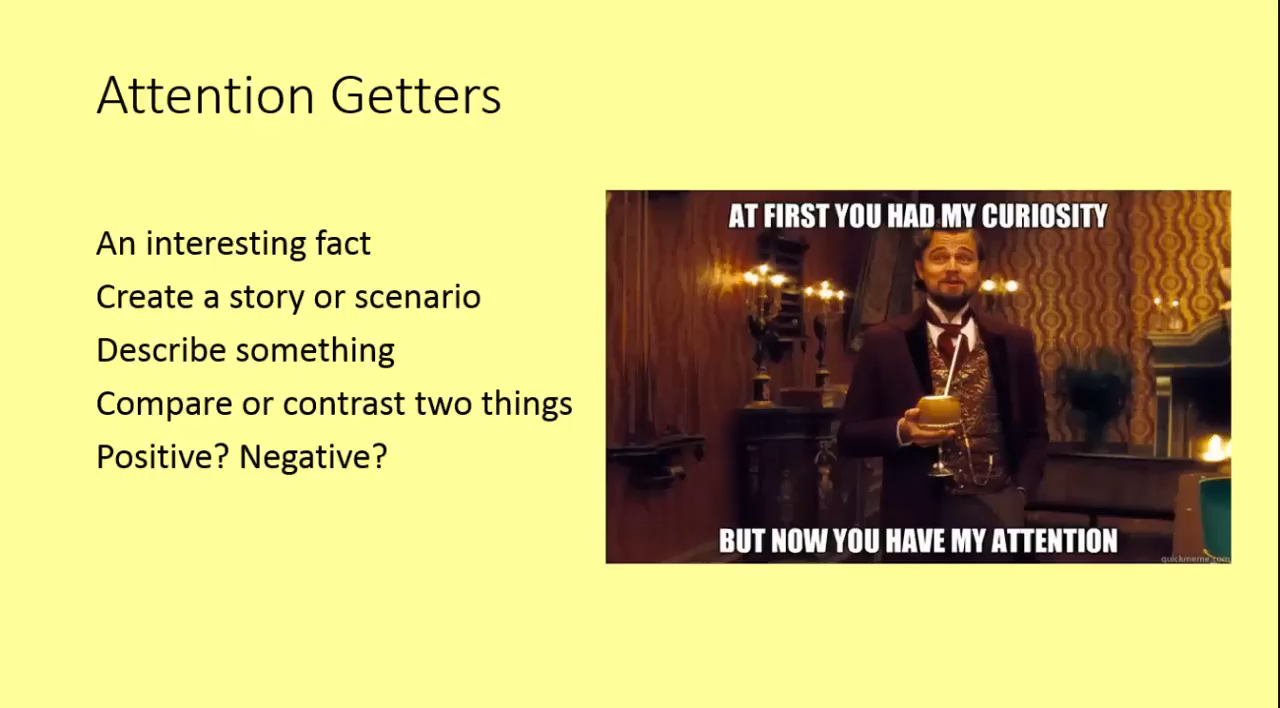 Attention Getters
An interesting fact
Create a story or scenario
Describe something
Compare or contrast two things
Positive? Negative?
AT FIRST YOU HAD MY CURIOSITY
BUT NOW YOU HAVE MY ATTENTION
quickmeme.com